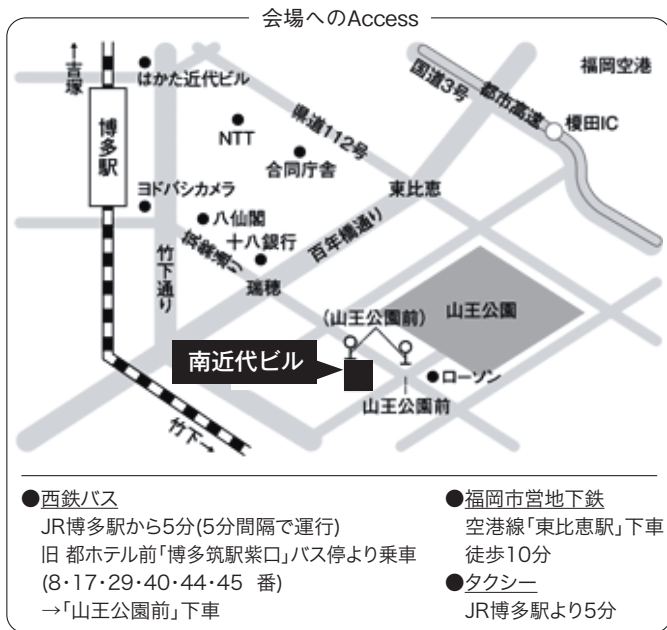 会場へのAccess
←吉塚
はかた近代ビル
国道3号
都市高速
福岡空港
榎田IC
博多駅
NTT
県道112号
合同庁舎
ヨドバシカメラ
東比恵
八仙閣
十八銀行
百年橋通り
竹下通り
瑞穂
(山王公園前)
山王公園
南近代ビル
ローソン
山王公園前
竹下→
●西鉄バス
JR博多駅から5分(5分間隔で運行)
旧 都ホテル前「博多筑駅紫口」バス停より乗車
(8・17・29・40・44・45 番)
→「山王公園前」下車
●福岡市営地下鉄
空港線「東比恵駅」下車
徒歩10分
●タクシー
JR博多駅より5分